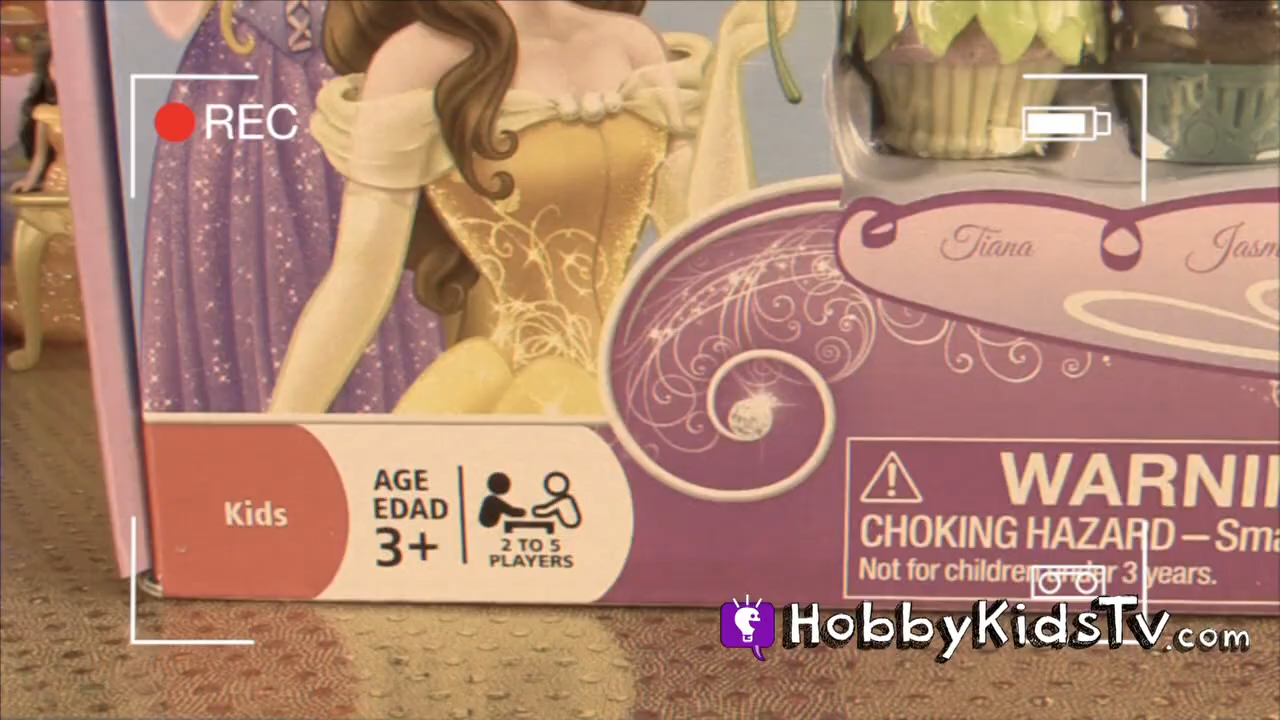 REC
Tiana
Kids
AGE
EDAD
3+
2 TO 5
PLAYERS
CHOKING HAZARD –
Not for children under 3 years.
HobbyKidsTv.com